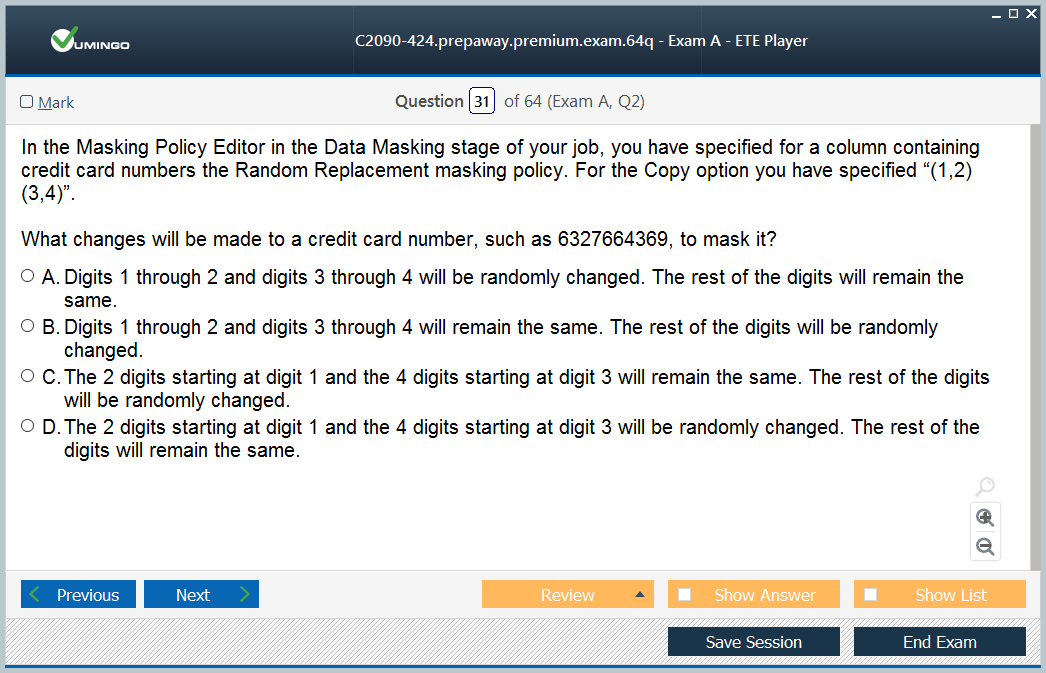 VUMINGO
C2090-424.prepaway.premium.exam.64q - Exam A - ETE Player
Mark
Question 31 of 64 (Exam A, Q2)
In the Masking Policy Editor in the Data Masking stage of your job, you have specified for a column containing
credit card numbers the Random Replacement masking policy. For the Copy option you have specified “(1,2)
(3,4)”.
What changes will be made to a credit card number, such as 6327664369, to mask it?
A. Digits 1 through 2 and digits 3 through 4 will be randomly changed. The rest of the digits will remain the
same.
B. Digits 1 through 2 and digits 3 through 4 will remain the same. The rest of the digits will be randomly
changed.
C. The 2 digits starting at digit 1 and the 4 digits starting at digit 3 will remain the same. The rest of the digits
will be randomly changed.
D. The 2 digits starting at digit 1 and the 4 digits starting at digit 3 will be randomly changed. The rest of the
digits will remain the same.
Previous
Next
Review
Show Answer
Show List
Save Session
End Exam